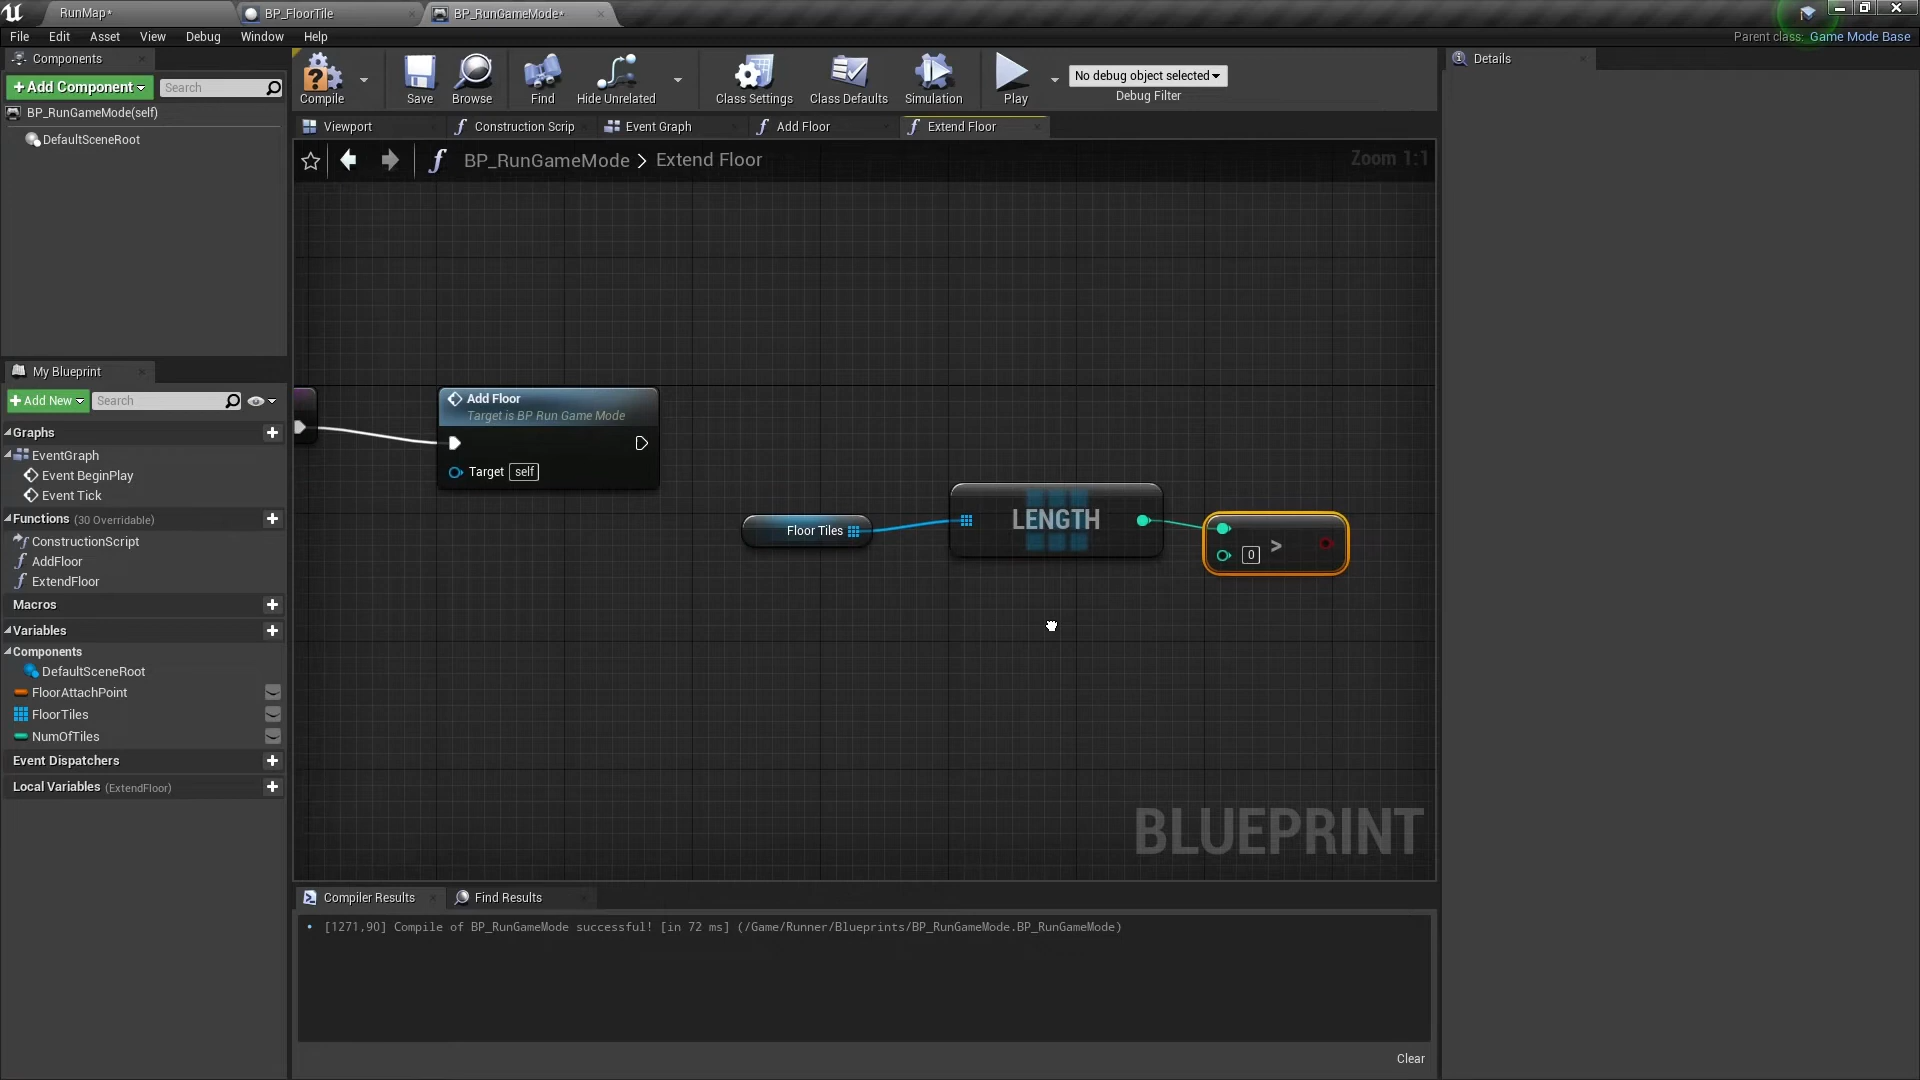 RunMap*
BP_FloorTile
BP_RunGameMode*
File Edit Asset View Debug Window Help
Parent class: Game Mode Base
Components
+Add Component
Search
BP_RunGameMode(self)
DefaultSceneRoot
Compile
Save
Browse
Find
Hide Unrelated
Class Settings
Class Defaults
Simulation
Play
No debug object selected
Debug Filter
Details
Viewport
Construction Scrip
Event Graph
Add Floor
Extend Floor
BP_RunGameMode > Extend Floor
Zoom 1:1
My Blueprint
+Add New
Search
Graphs
EventGraph
Event BeginPlay
Event Tick
Functions (30 Overridable)
ConstructionScript
AddFloor
ExtendFloor
Macros
Variables
Components
DefaultSceneRoot
FloorAttachPoint
FloorTiles
NumOfTiles
Event Dispatchers
Local Variables (ExtendFloor)
Add Floor
Target is BP Run Game Mode
Target self
Floor Tiles
LENGTH
0 >
BLUEPRINT
Compiler Results
Find Results
[1271,90] Compile of BP_RunGameMode successful! [in 72 ms] (/Game/Runner/Blueprints/BP_RunGameMode.BP_RunGameMode)
Clear